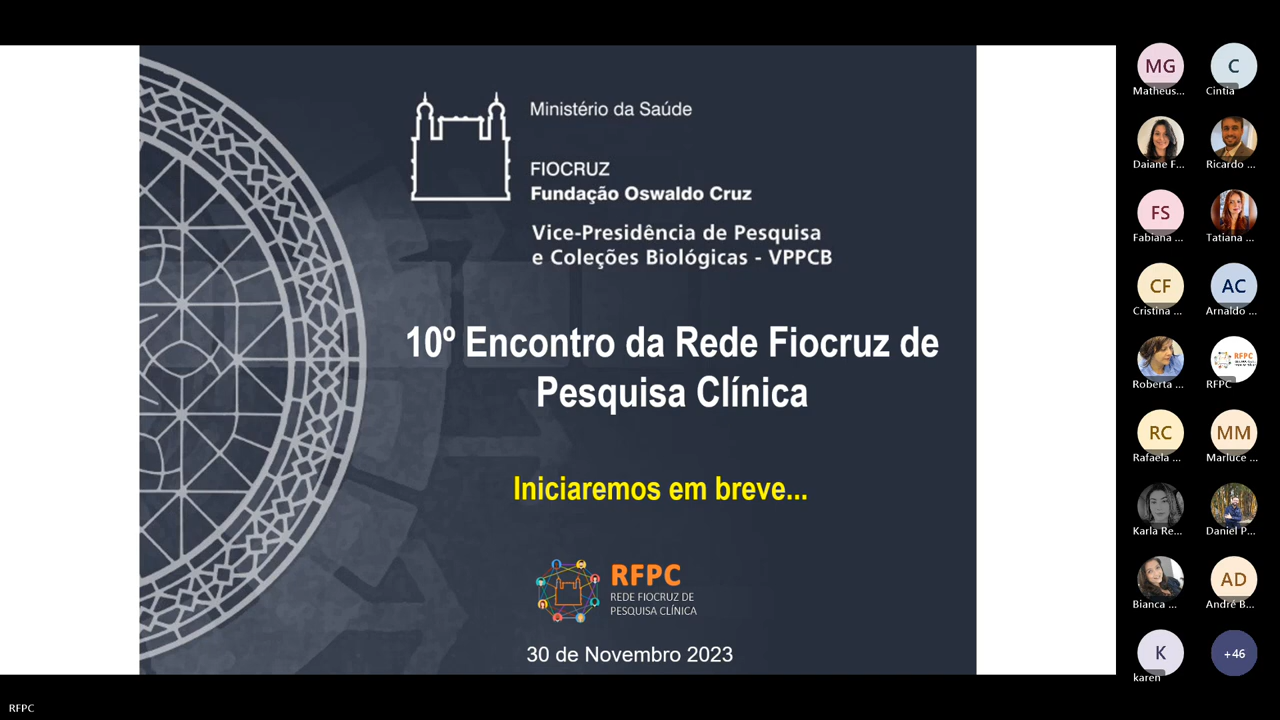 Ministério da Saúde
FIOCRUZ
Fundação Oswaldo Cruz
Vice-Presidência de Pesquisa
e Coleções Biológicas - VPPCB
10º Encontro da Rede Fiocruz de
Pesquisa Clínica
Iniciaremos em breve...
RFPC
REDE FIOCRUZ DE
PESQUISA CLÍNICA
30 de Novembro 2023
MG
Matheus...
C
Cintia
Daiane F...
Ricardo ...
FS
Fabiana ...
Tatiana ...
CF
Cristina ...
AC
Arnaldo ...
Roberta ...
RFPC
RFPC
RC
Rafaela ...
MM
Marluce ...
Karla Re...
Daniel P...
Bianca ...
AD
André B...
K
karen
+46
RFPC